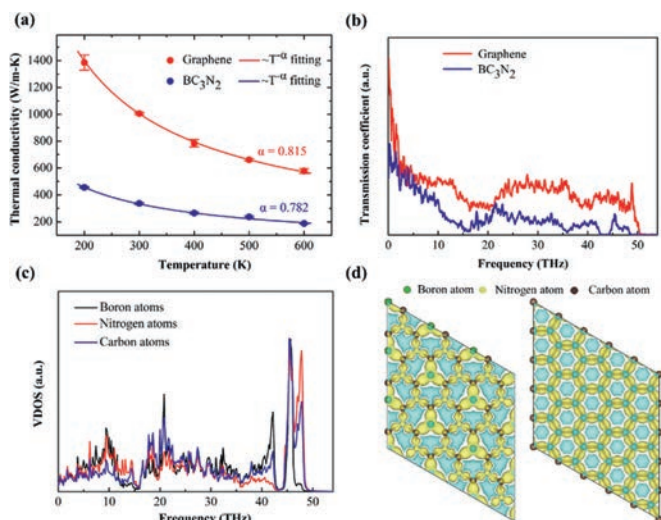 (a)
Thermal conductivity (W/m-K)
1400
1200
1000
800
600
400
200
Graphene
~T⁻ᵅ fitting
BC₃N₂
~T⁻ᵅ fitting
α = 0.815
α = 0.782
200
300
400
500
600
Temperature (K)
(b)
Transmission coefficient (a.u.)
Graphene
BC₃N₂
0
10
20
30
40
50
Frequency (THz)
(c)
VDOS (a.u.)
Boron atoms
Nitrogen atoms
Carbon atoms
0
10
20
30
40
50
Frequency (THz)
(d)
Boron atom
Nitrogen atom
Carbon atom